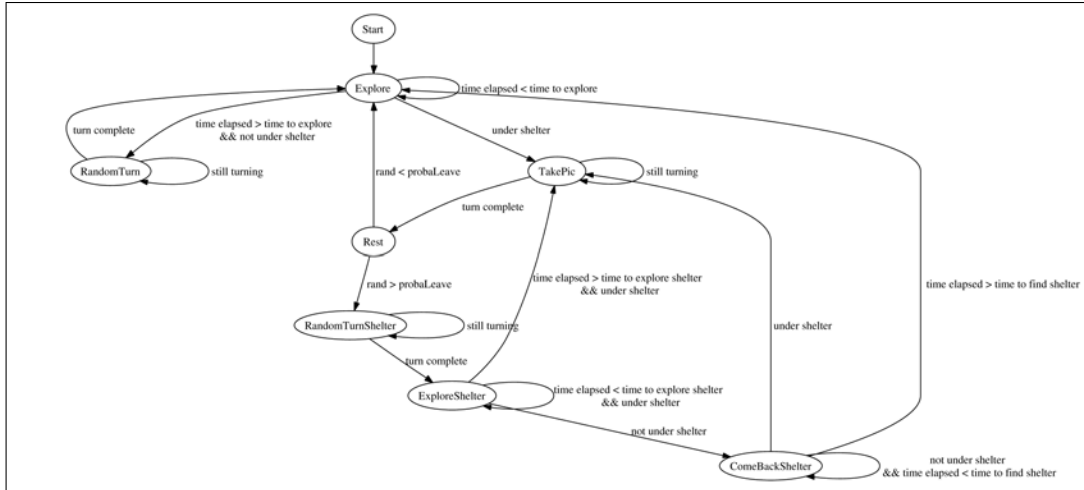 Start
Explore
time elapsed < time to explore
turn complete
time elapsed > time to explore
&& not under shelter
under shelter
RandomTurn
still turning
rand < probaLeave
TakePic
still turning
turn complete
Rest
time elapsed > time to explore shelter
&& under shelter
time elapsed > time to find shelter
rand > probaLeave
RandomTurnShelter
still turning
under shelter
turn complete
ExploreShelter
time elapsed < time to explore shelter
&& under shelter
not under shelter
ComeBackShelter
not under shelter
&& time elapsed < time to find shelter